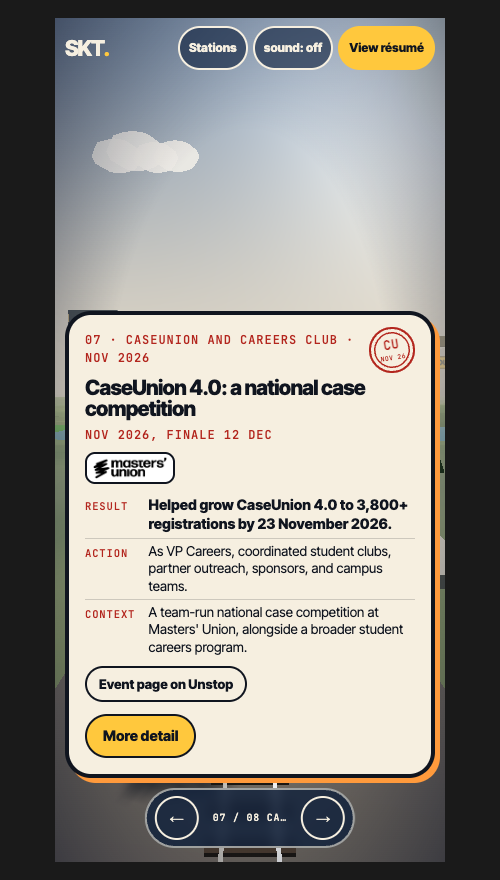 SKT.
Stations
sound: off
View résumé
07 · CASEUNION AND CAREERS CLUB ·
NOV 2026
CU
NOV 26
CaseUnion 4.0: a national case
competition
NOV 2026, FINALE 12 DEC
masters'
union
RESULT
Helped grow CaseUnion 4.0 to 3,800+
registrations by 23 November 2026.
ACTION
As VP Careers, coordinated student clubs,
partner outreach, sponsors, and campus
teams.
CONTEXT
A team-run national case competition at
Masters' Union, alongside a broader student
careers program.
Event page on Unstop
More detail
← 07 / 08 CA… →